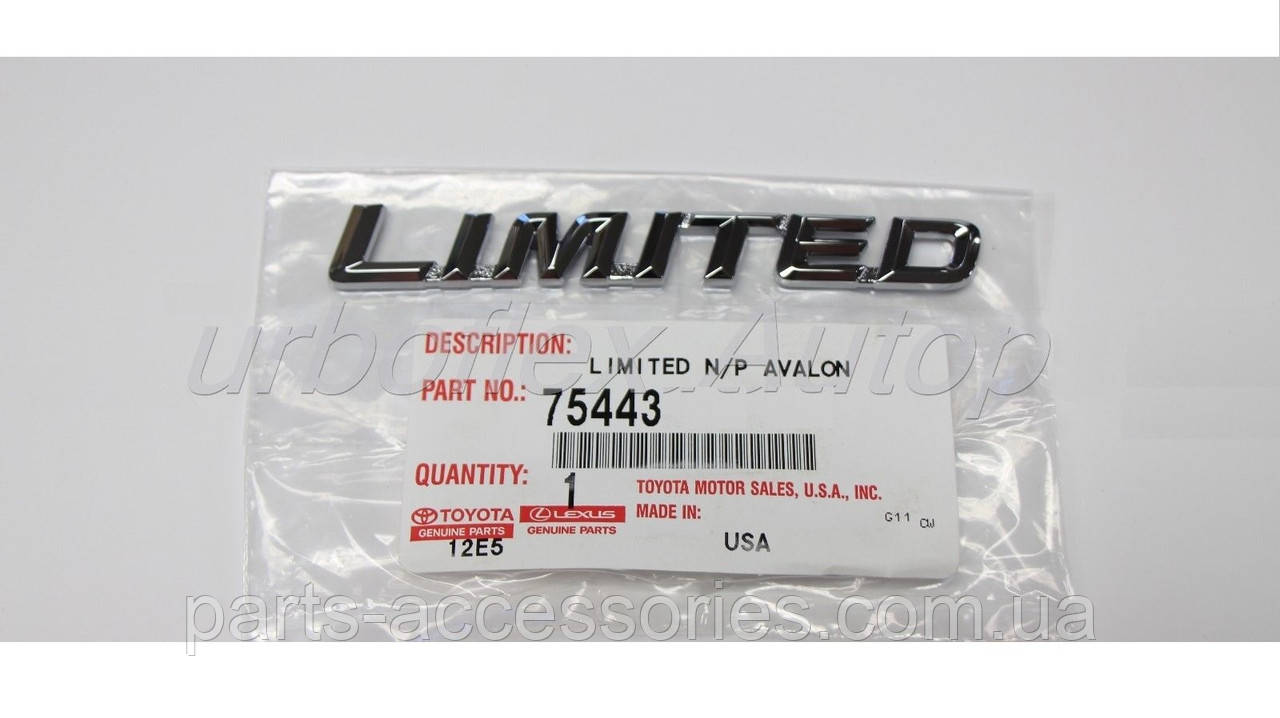 LIMITED
urboflex.Autop
DESCRIPTION: LIMITED N/P AVALON
PART NO.: 75443
QUANTITY: 1
TOYOTA MOTOR SALES, U.S.A., INC.
MADE IN: USA
G11 CW
TOYOTA LEXUS
GENUINE PARTS GENUINE PARTS
12E5
parts-accessories.com.ua